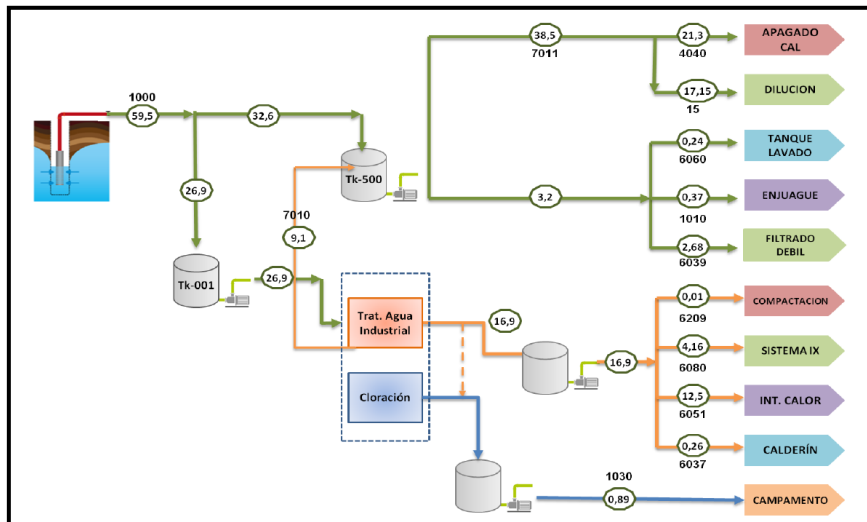 1000
59,5
32,6
26,9
Tk-500
7010
9,1
Tk-001
26,9
Trat. Agua
Industrial
Cloración
16,9
16,9
38,5
7011
21,3
4040
APAGADO
CAL
17,15
15
DILUCION
0,24
6060
TANQUE
LAVADO
3,2
0,37
1010
ENJUAGUE
2,68
6039
FILTRADO
DEBIL
0,01
6209
COMPACTACION
4,16
6080
SISTEMA IX
12,5
6051
INT. CALOR
0,26
6037
CALDERÍN
1030
0,89
CAMPAMENTO